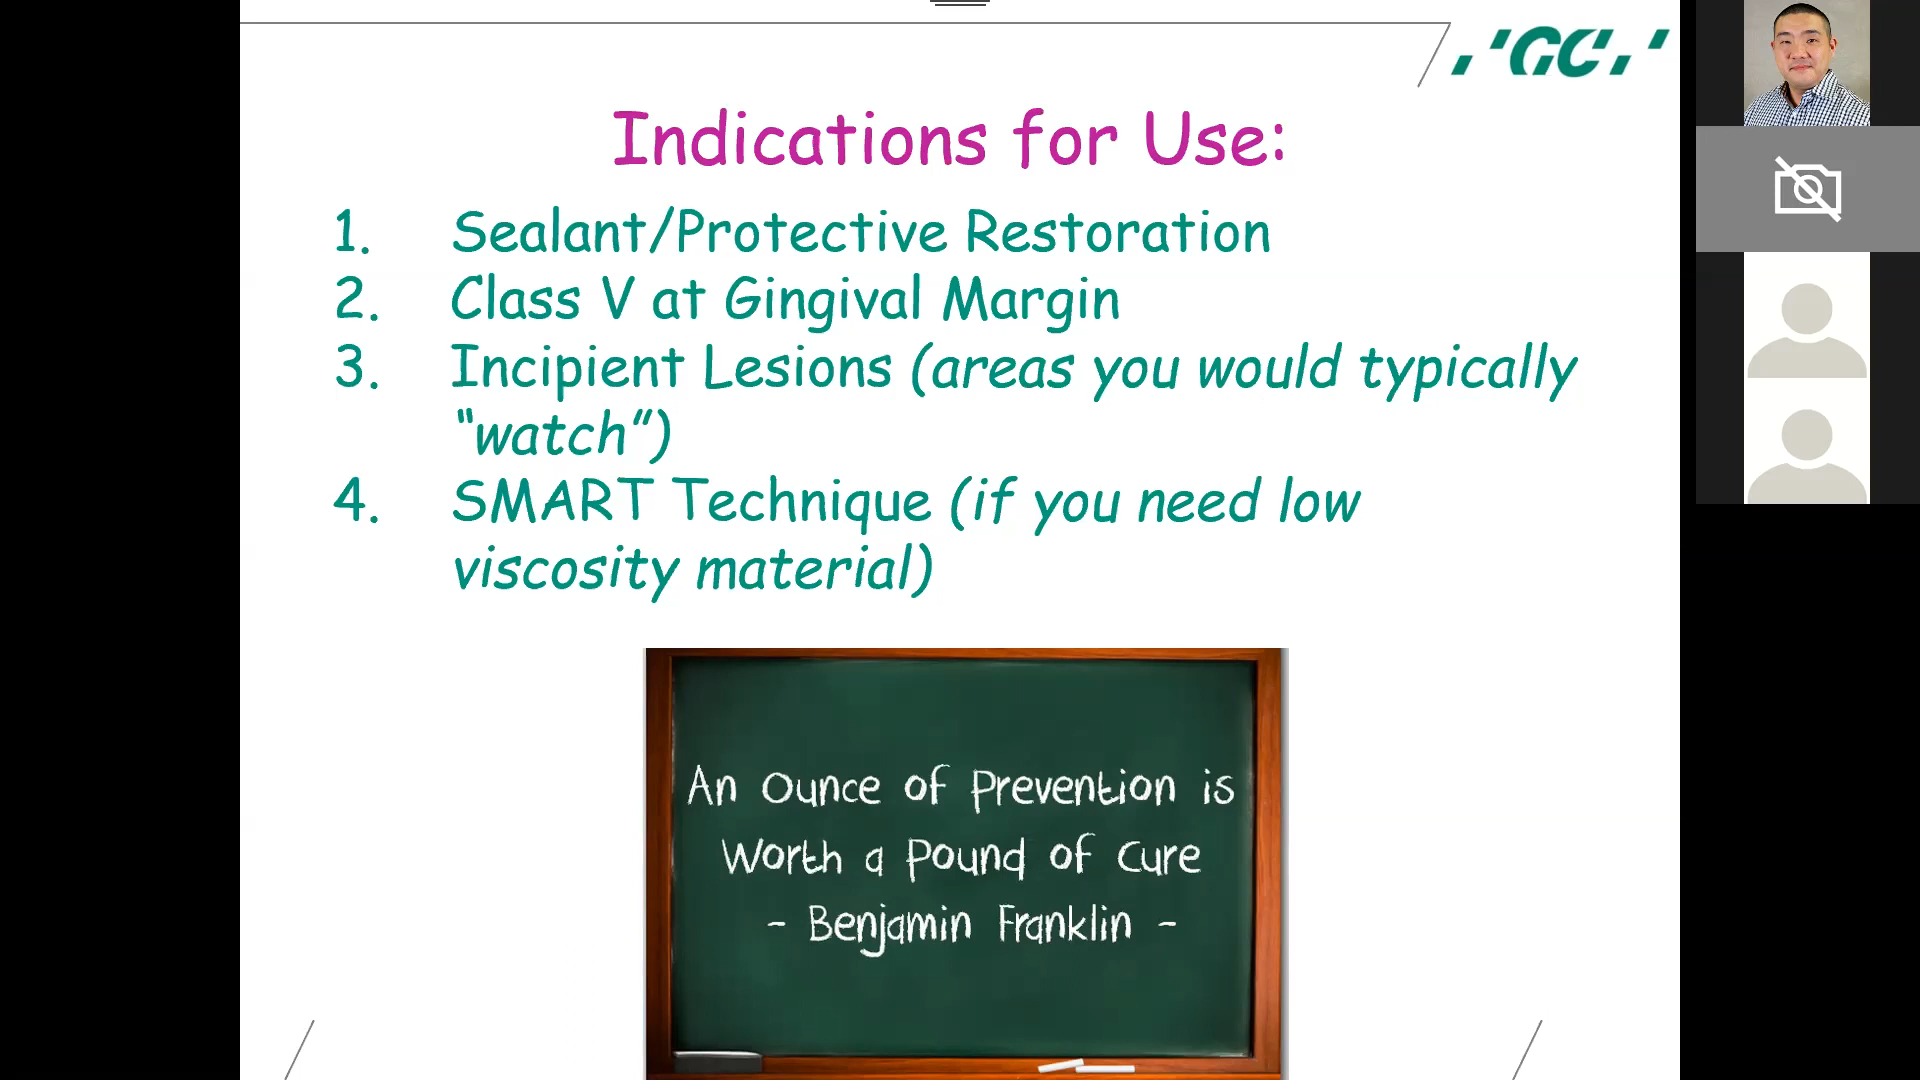 GC
Indications for Use:
1. Sealant/Protective Restoration
2. Class V at Gingival Margin
3. Incipient Lesions (areas you would typically
“watch”)
4. SMART Technique (if you need low
viscosity material)
An Ounce of Prevention is
Worth a Pound of Cure
- Benjamin Franklin -